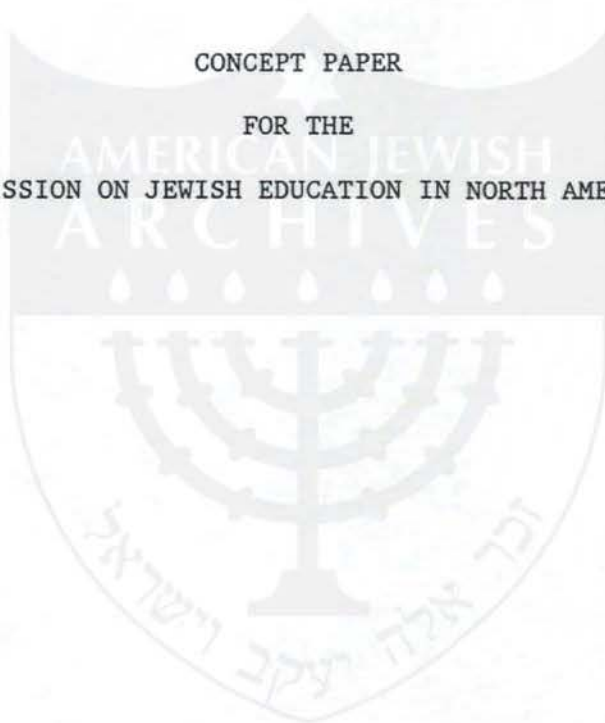 CONCEPT PAPER
FOR THE
AMERICAN JEWISH
SSION ON JEWISH EDUCATION IN NORTH AME
ARCHIVES
זכר אלה יעקב וישראל